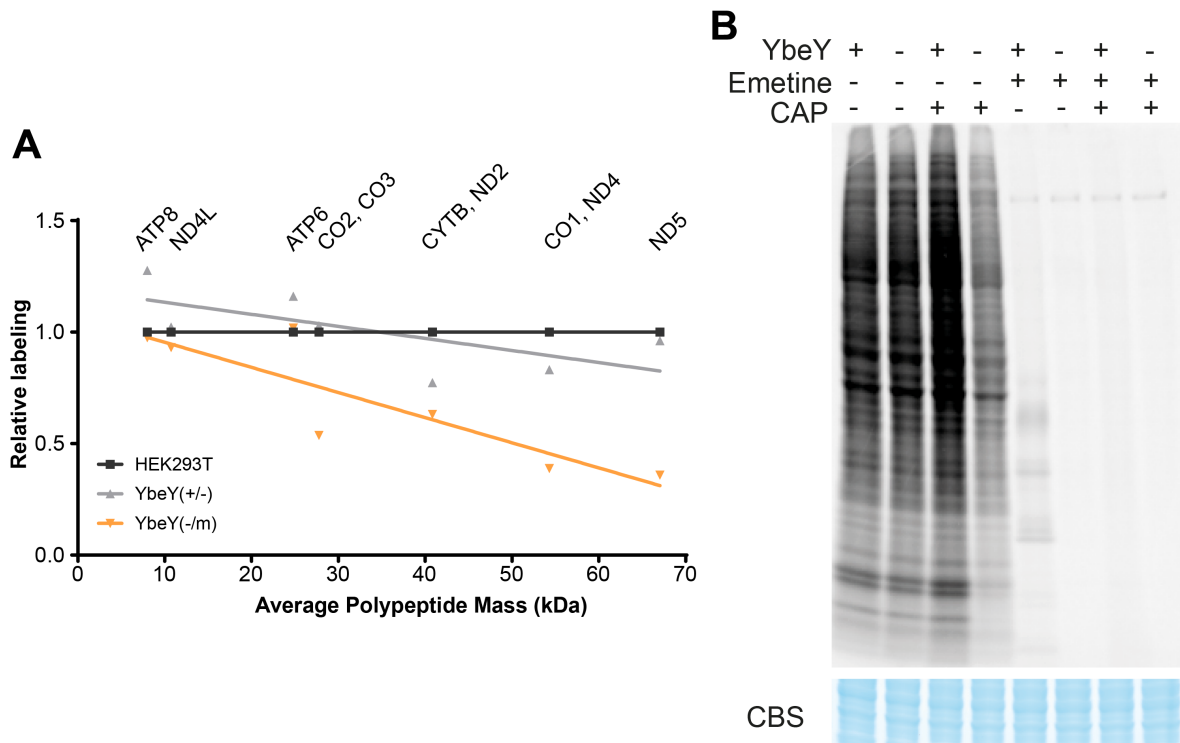 A
ATP8
ND4L
ATP6
CO2, CO3
CYTB, ND2
CO1, ND4
ND5
1.5
1.0
0.5
0.0
Relative labeling
HEK293T
YbeY(+/-)
YbeY(-/m)
0 10 20 30 40 50 60 70
Average Polypeptide Mass (kDa)
B
YbeY + - + - + - + -
Emetine - - - - + + + +
CAP - - + + - - + +
CBS